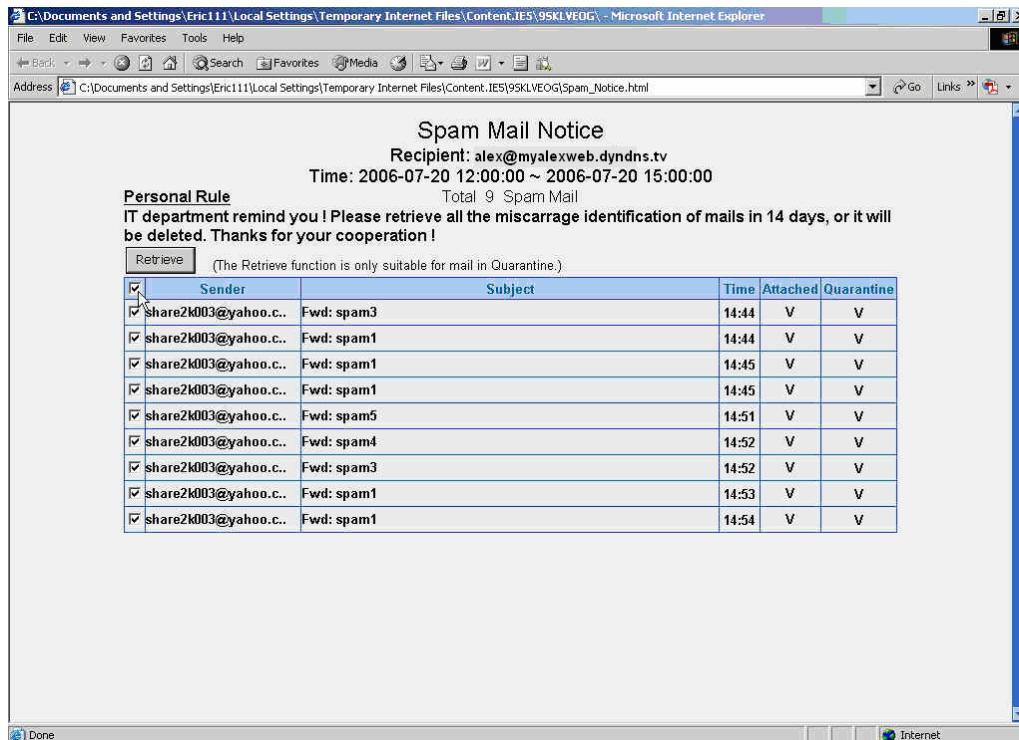 C:\Documents and Settings\Eric111\Local Settings\Temporary Internet Files\Content.IE5\95KLVEOG\ - Microsoft Internet Explorer
File Edit View Favorites Tools Help
Back Search Favorites Media
Address C:\Documents and Settings\Eric111\Local Settings\Temporary Internet Files\Content.IE5\95KLVEOG\Spam_Notice.html Go Links »
Spam Mail Notice
Recipient: alex@myalexweb.dyndns.tv
Time: 2006-07-20 12:00:00 ~ 2006-07-20 15:00:00
Personal Rule Total 9 Spam Mail
IT department remind you ! Please retrieve all the miscarrage identification of mails in 14 days, or it will
be deleted. Thanks for your cooperation !
Retrieve (The Retrieve function is only suitable for mail in Quarantine.)
Sender Subject Time Attached Quarantine
share2k003@yahoo.c.. Fwd: spam3 14:44 V V
share2k003@yahoo.c.. Fwd: spam1 14:44 V V
share2k003@yahoo.c.. Fwd: spam1 14:45 V V
share2k003@yahoo.c.. Fwd: spam1 14:45 V V
share2k003@yahoo.c.. Fwd: spam5 14:51 V V
share2k003@yahoo.c.. Fwd: spam4 14:52 V V
share2k003@yahoo.c.. Fwd: spam3 14:52 V V
share2k003@yahoo.c.. Fwd: spam1 14:53 V V
share2k003@yahoo.c.. Fwd: spam1 14:54 V V
Done Internet